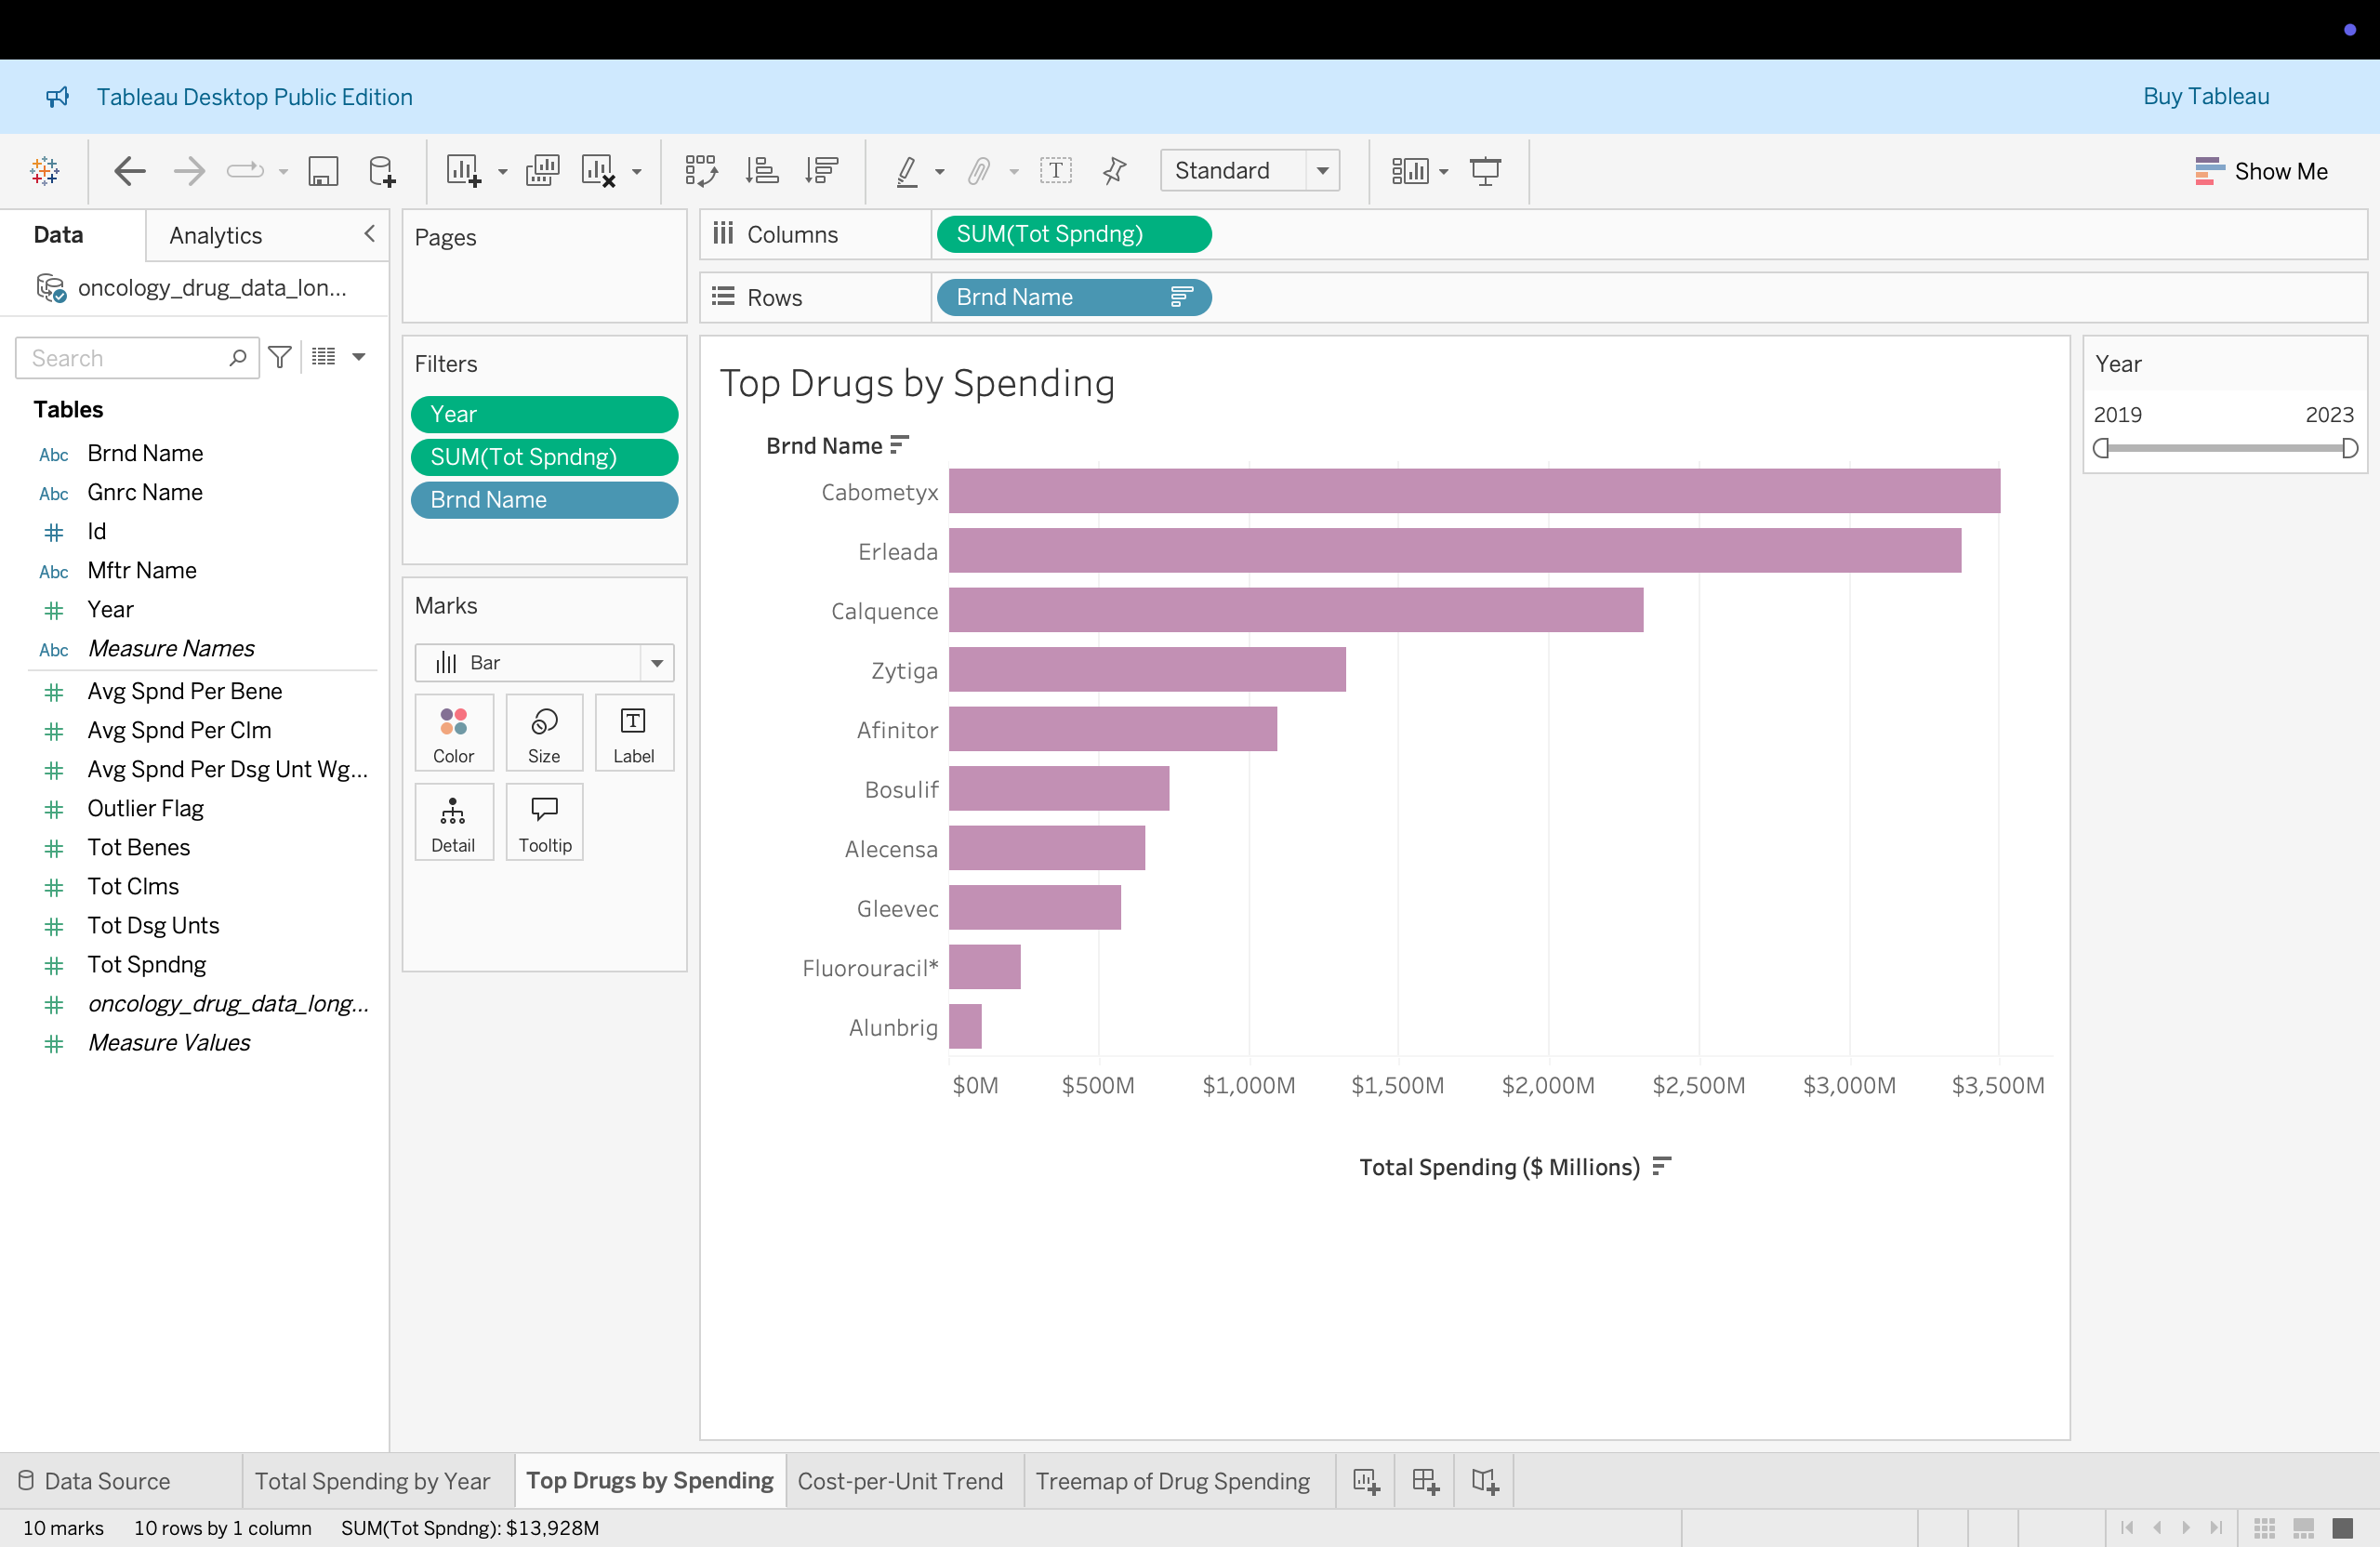 Tableau Desktop Public Edition
Buy Tableau
Standard
Show Me
Data
Analytics
oncology_drug_data_lon...
Search
Tables
Abc Brnd Name
Abc Gnrc Name
# Id
Abc Mftr Name
# Year
Abc Measure Names
# Avg Spnd Per Bene
# Avg Spnd Per Clm
# Avg Spnd Per Dsg Unt Wg...
# Outlier Flag
# Tot Benes
# Tot Clms
# Tot Dsg Unts
# Tot Spndng
# oncology_drug_data_long...
# Measure Values
Pages
Filters
Year
SUM(Tot Spndng)
Brnd Name
Marks
Bar
Color
Size
Label
Detail
Tooltip
Columns
SUM(Tot Spndng)
Rows
Brnd Name
Top Drugs by Spending
Brnd Name
Cabometyx
Erleada
Calquence
Zytiga
Afinitor
Bosulif
Alecensa
Gleevec
Fluorouracil*
Alunbrig
$0M $500M $1,000M $1,500M $2,000M $2,500M $3,000M $3,500M
Total Spending ($ Millions)
Year
2019 2023
Data Source
Total Spending by Year
Top Drugs by Spending
Cost-per-Unit Trend
Treemap of Drug Spending
10 marks 10 rows by 1 column SUM(Tot Spndng): $13,928M